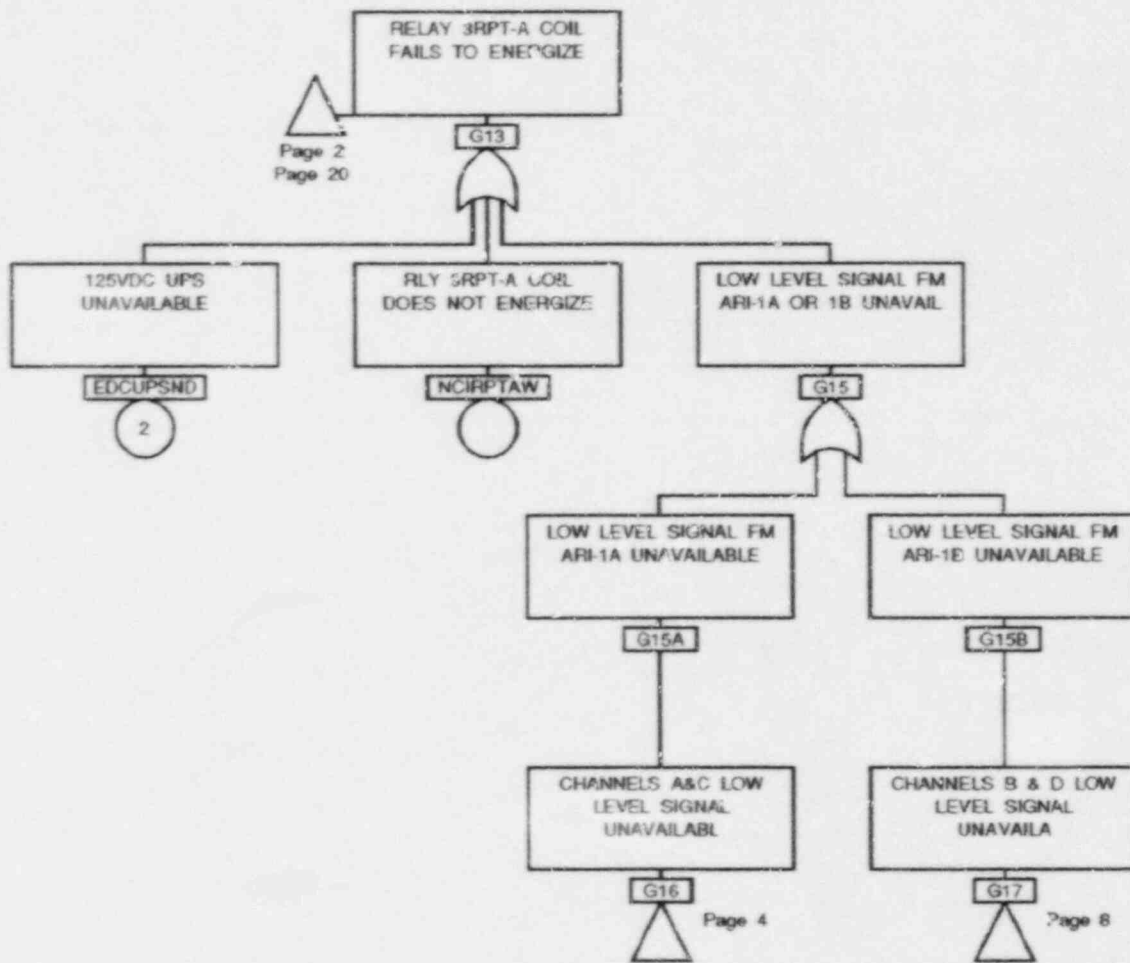 RELAY 3RPT-A COIL
FAILS TO ENERGIZE
Page 2
Page 20
G13
125VDC UPS
UNAVAILABLE
EDCUPSND
2
RLY 3RPT-A COIL
DOES NOT ENERGIZE
NCIRPTAW
LOW LEVEL SIGNAL FM
ARI-1A OR 1B UNAVAIL
G15
LOW LEVEL SIGNAL FM
ARI-1A UNAVAILABLE
G15A
LOW LEVEL SIGNAL FM
ARI-1B UNAVAILABLE
G15B
CHANNELS A&C LOW
LEVEL SIGNAL
UNAVAILABL
G16
Page 4
CHANNELS B & D LOW
LEVEL SIGNAL
UNAVAILA
G17
Page 8